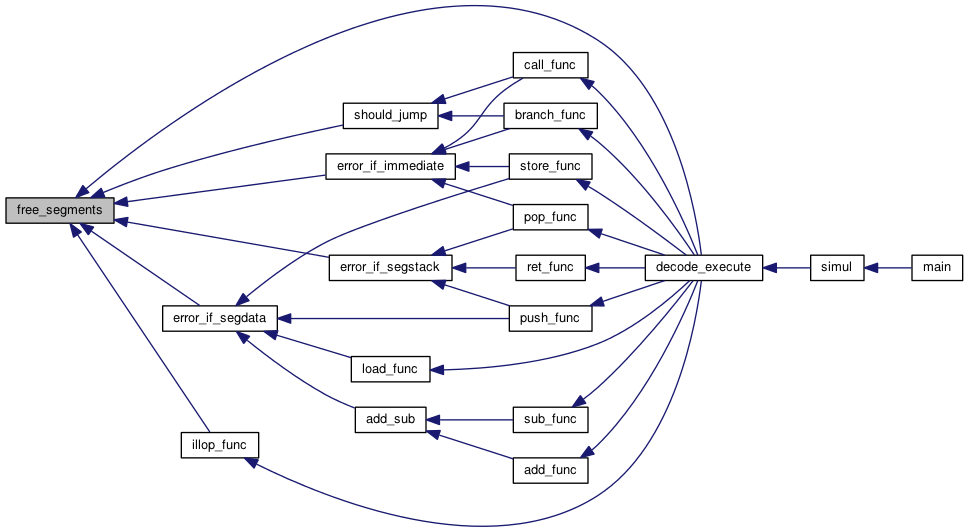 call_func
should_jump
branch_func
error_if_immediate
store_func
free_segments
pop_func
error_if_segstack
ret_func
decode_execute
simul
main
error_if_segdata
push_func
load_func
add_sub
sub_func
illop_func
add_func